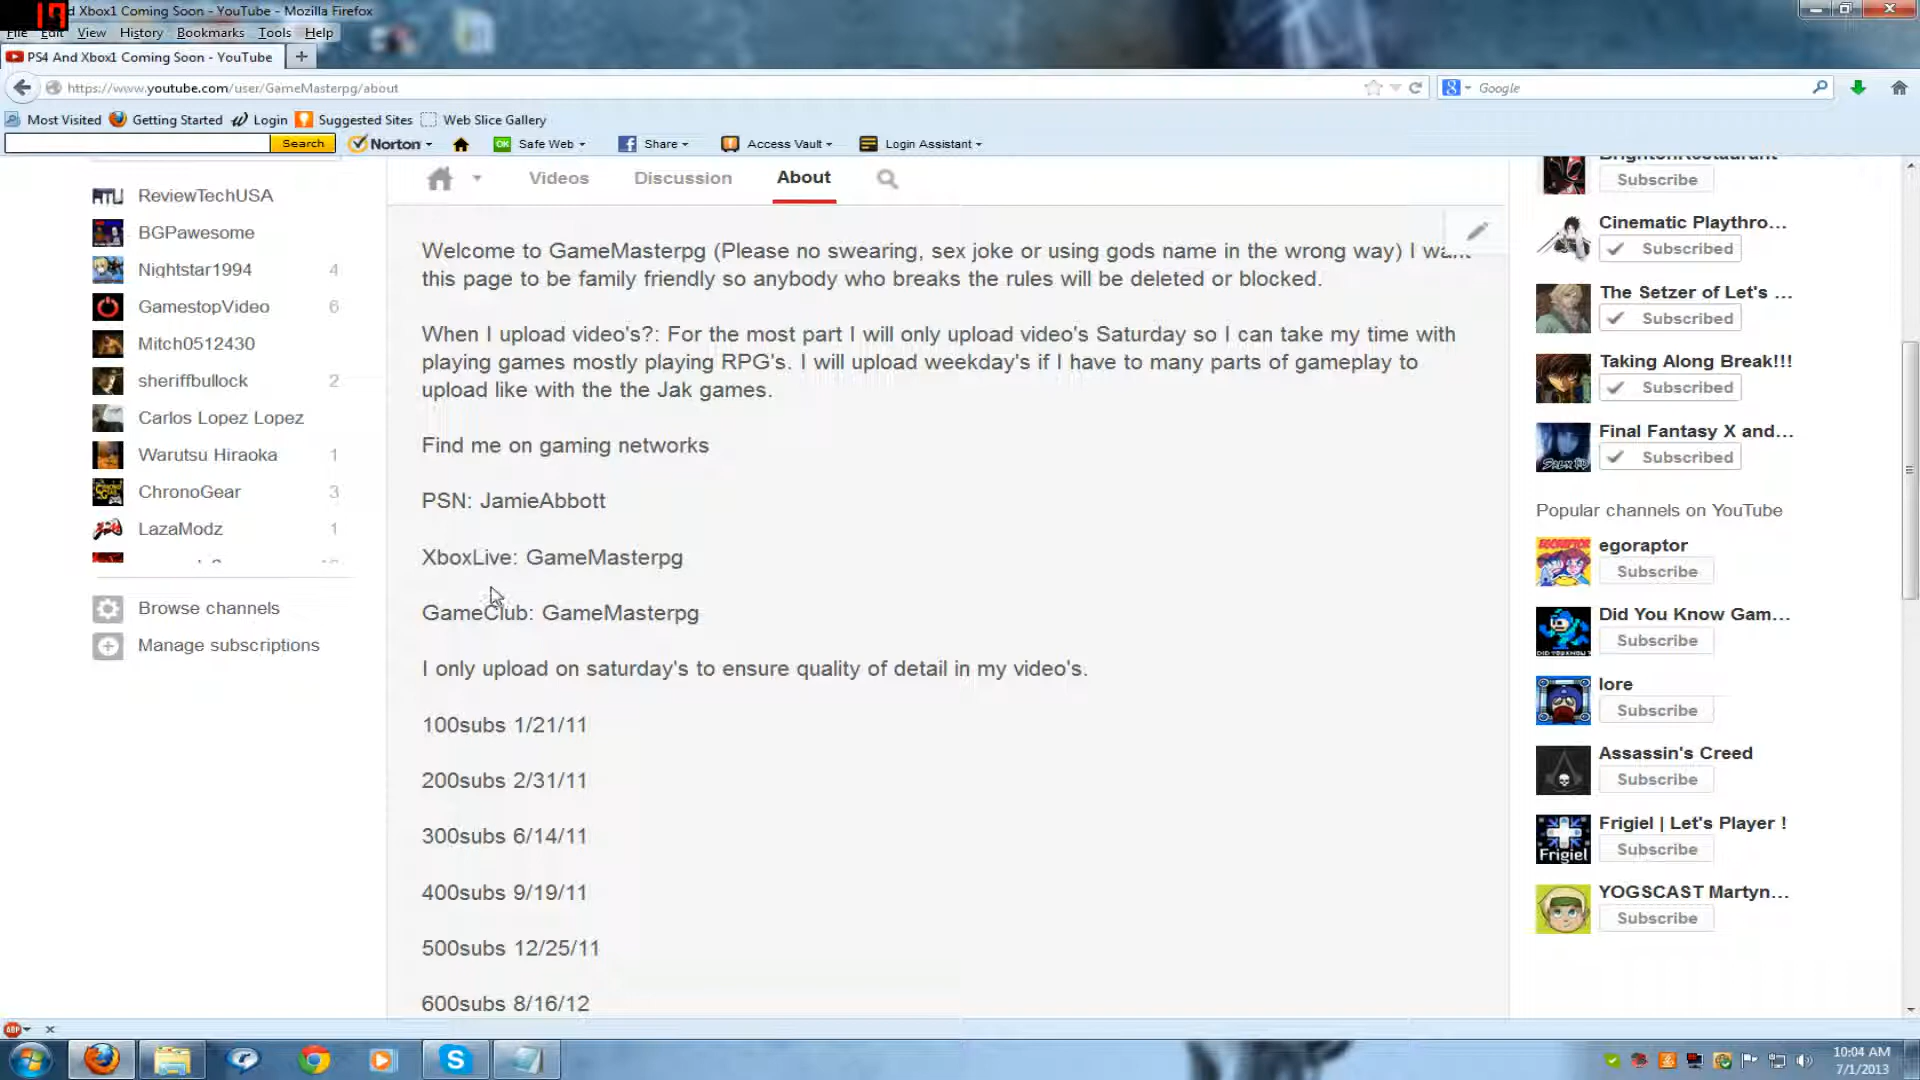 d Xbox1 Coming Soon - YouTube - Mozilla Firefox
17
File Edit View History Bookmarks Tools Help
PS4 And Xbox1 Coming Soon - YouTube
https://www.youtube.com/user/GameMasterpg/about
Google
Most Visited Getting Started Login Suggested Sites Web Slice Gallery
Search Norton Safe Web Share Access Vault Login Assistant
ReviewTechUSA
BGPawesome
Nightstar1994 4
GamestopVideo 6
Mitch0512430
sheriffbullock 2
Carlos Lopez Lopez
Warutsu Hiraoka 1
ChronoGear 3
LazaModz 1
Browse channels
Manage subscriptions
Videos Discussion About
Welcome to GameMasterpg (Please no swearing, sex joke or using gods name in the wrong way) I want
this page to be family friendly so anybody who breaks the rules will be deleted or blocked.
When I upload video's?: For the most part I will only upload video's Saturday so I can take my time with
playing games mostly playing RPG's. I will upload weekday's if I have to many parts of gameplay to
upload like with the the Jak games.
Find me on gaming networks
PSN: JamieAbbott
XboxLive: GameMasterpg
GameClub: GameMasterpg
I only upload on saturday's to ensure quality of detail in my video's.
100subs 1/21/11
200subs 2/31/11
300subs 6/14/11
400subs 9/19/11
500subs 12/25/11
600subs 8/16/12
BrightonRestaurant
Subscribe
Cinematic Playthro...
Subscribed
The Setzer of Let's ...
Subscribed
Taking Along Break!!!
Subscribed
Final Fantasy X and...
Subscribed
Popular channels on YouTube
egoraptor
Subscribe
Did You Know Gam...
Subscribe
lore
Subscribe
Assassin's Creed
Subscribe
Frigiel | Let's Player !
Frigiel
Subscribe
YOGSCAST Martyn...
Subscribe
ABP
10:04 AM
7/1/2013